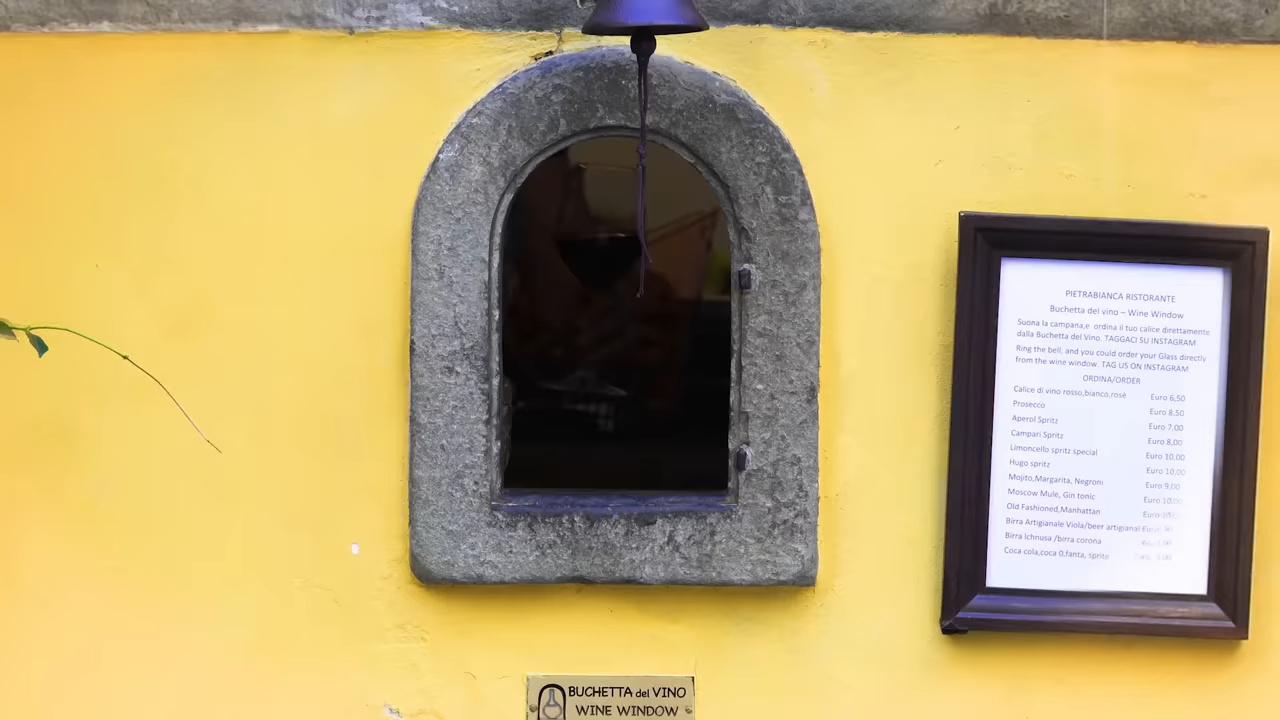 PIETRABIANCA RISTORANTE
Buchetta del vino – Wine Window
Suona la campana,e ordina il tuo calice direttamente
dalla Buchetta del Vino. TAGGACI SU INSTAGRAM
Ring the bell, and you could order your Glass directly
from the wine window. TAG US ON INSTAGRAM
ORDINA/ORDER
Calice di vino rosso,bianco,rosè Euro 6,50
Prosecco Euro 8,50
Aperol Spritz Euro 7,00
Campari Spritz Euro 8,00
Limoncello spritz special Euro 10,00
Hugo spritz Euro 10,00
Mojito,Margarita, Negroni Euro 9,00
Moscow Mule, Gin tonic Euro 10,00
Old Fashioned,Manhattan Euro
Birra Artigianale Viola/beer artigianal
Birra Ichnusa /birra corona
Coca cola,coca 0,fanta, sprite
BUCHETTA del VINO
WINE WINDOW